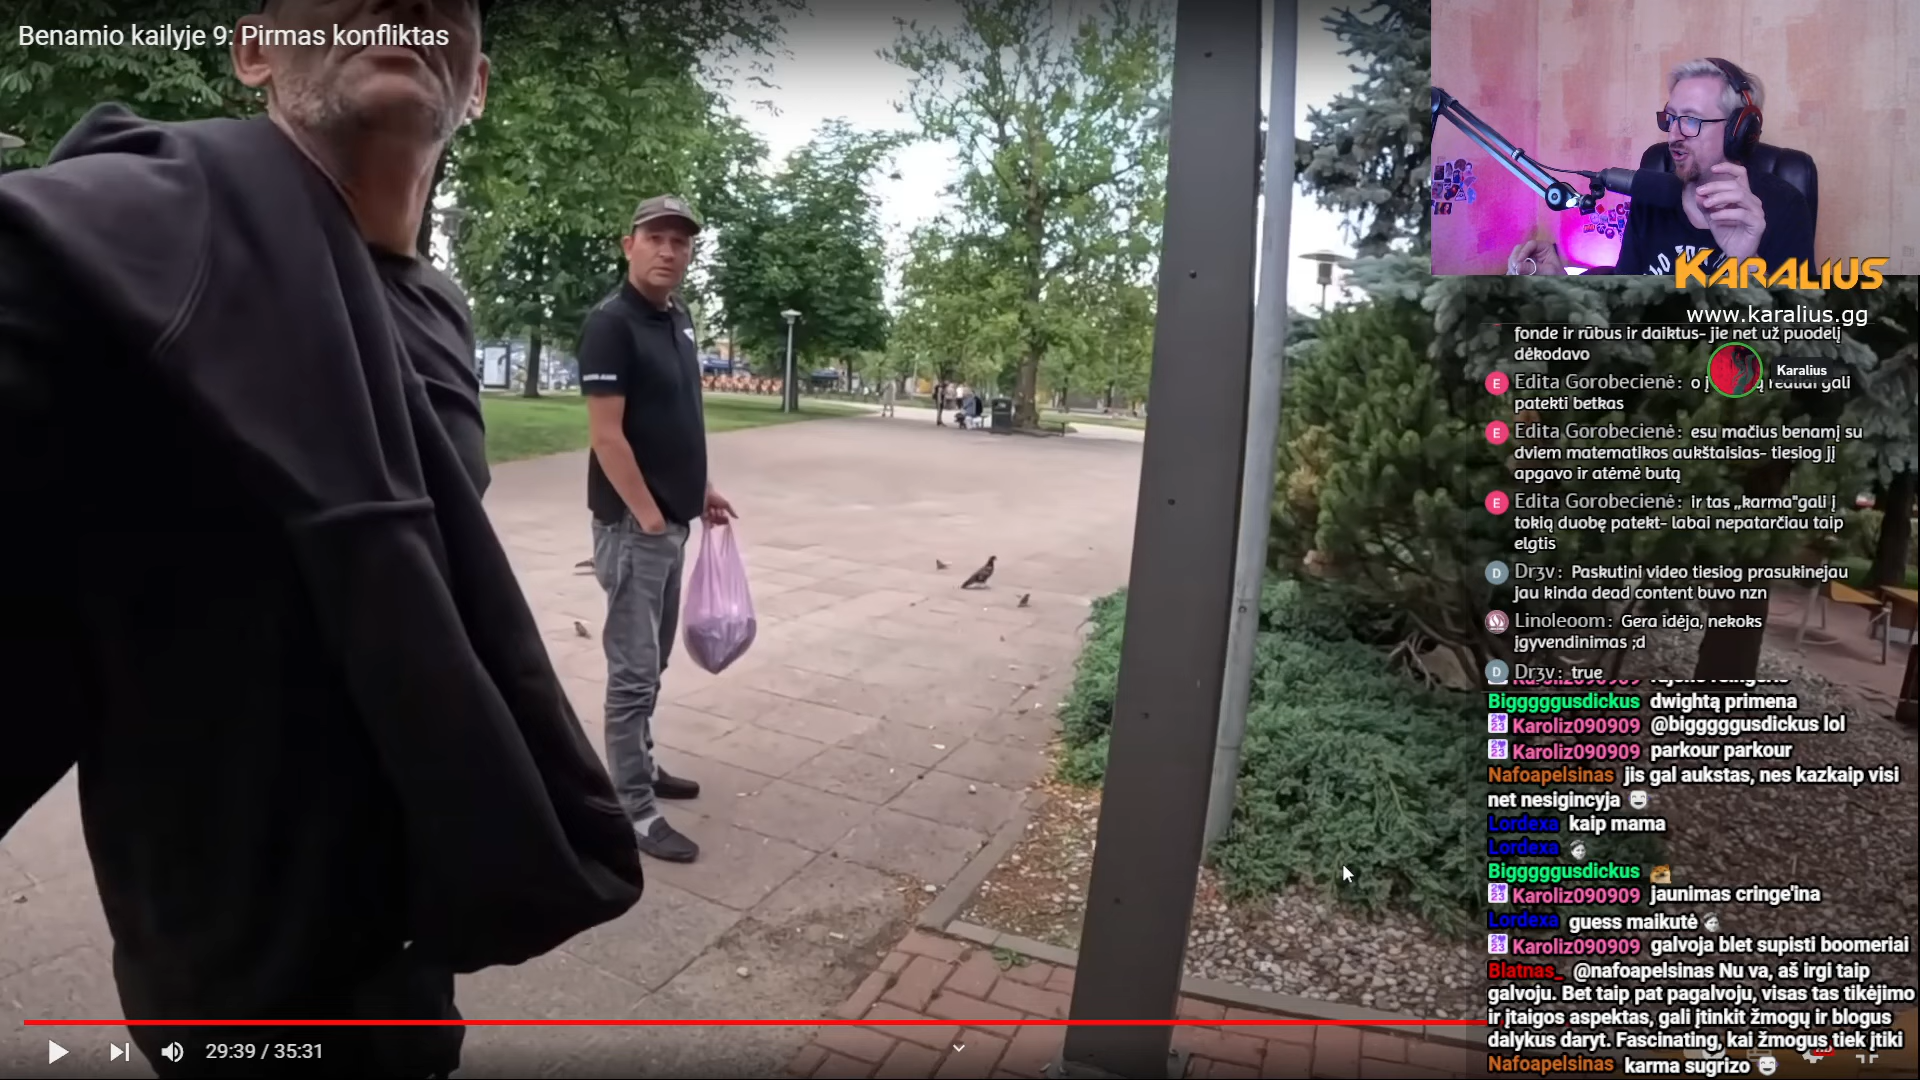 Benamio kailyje 9: Pirmas konfliktas
KARALIUS
www.karalius.gg
fonde ir rūbus ir daiktus- jie net už puodelį
dėkodavo
Karalius
Edita Gorobecienė: o į gali
patekti betkas
Edita Gorobecienė: esu mačius benamį su
dviem matematikos aukštaisias- tiesiog jį
apgavo ir atėmė butą
Edita Gorobecienė: ir tas „karma"gali į
tokią duobę patekt- labai nepatarčiau taip
elgtis
Drʒv: Paskutini video tiesiog prasukinejau
jau kinda dead content buvo nzn
Linoleoom: Gera idėja, nekoks
įgyvendinimas ;d
Drʒv: true
Karoliz090909
Bigggggusdickus dwightą primena
Karoliz090909 @bigggggusdickus lol
Karoliz090909 parkour parkour
Nafoapelsinas jis gal aukstas, nes kazkaip visi
net nesigincyja
Lordexa kaip mama
Lordexa
Bigggggusdickus
Karoliz090909 jaunimas cringe'ina
Lordexa guess maikutė
Karoliz090909 galvoja blet supisti boomeriai
Blatnas_ @nafoapelsinas Nu va, aš irgi taip
galvoju. Bet taip pat pagalvoju, visas tas tikėjimo
ir įtaigos aspektas, gali įtinkit žmogų ir blogus
dalykus daryt. Fascinating, kai žmogus tiek įtiki
Nafoapelsinas karma sugrizo
29:39 / 35:31